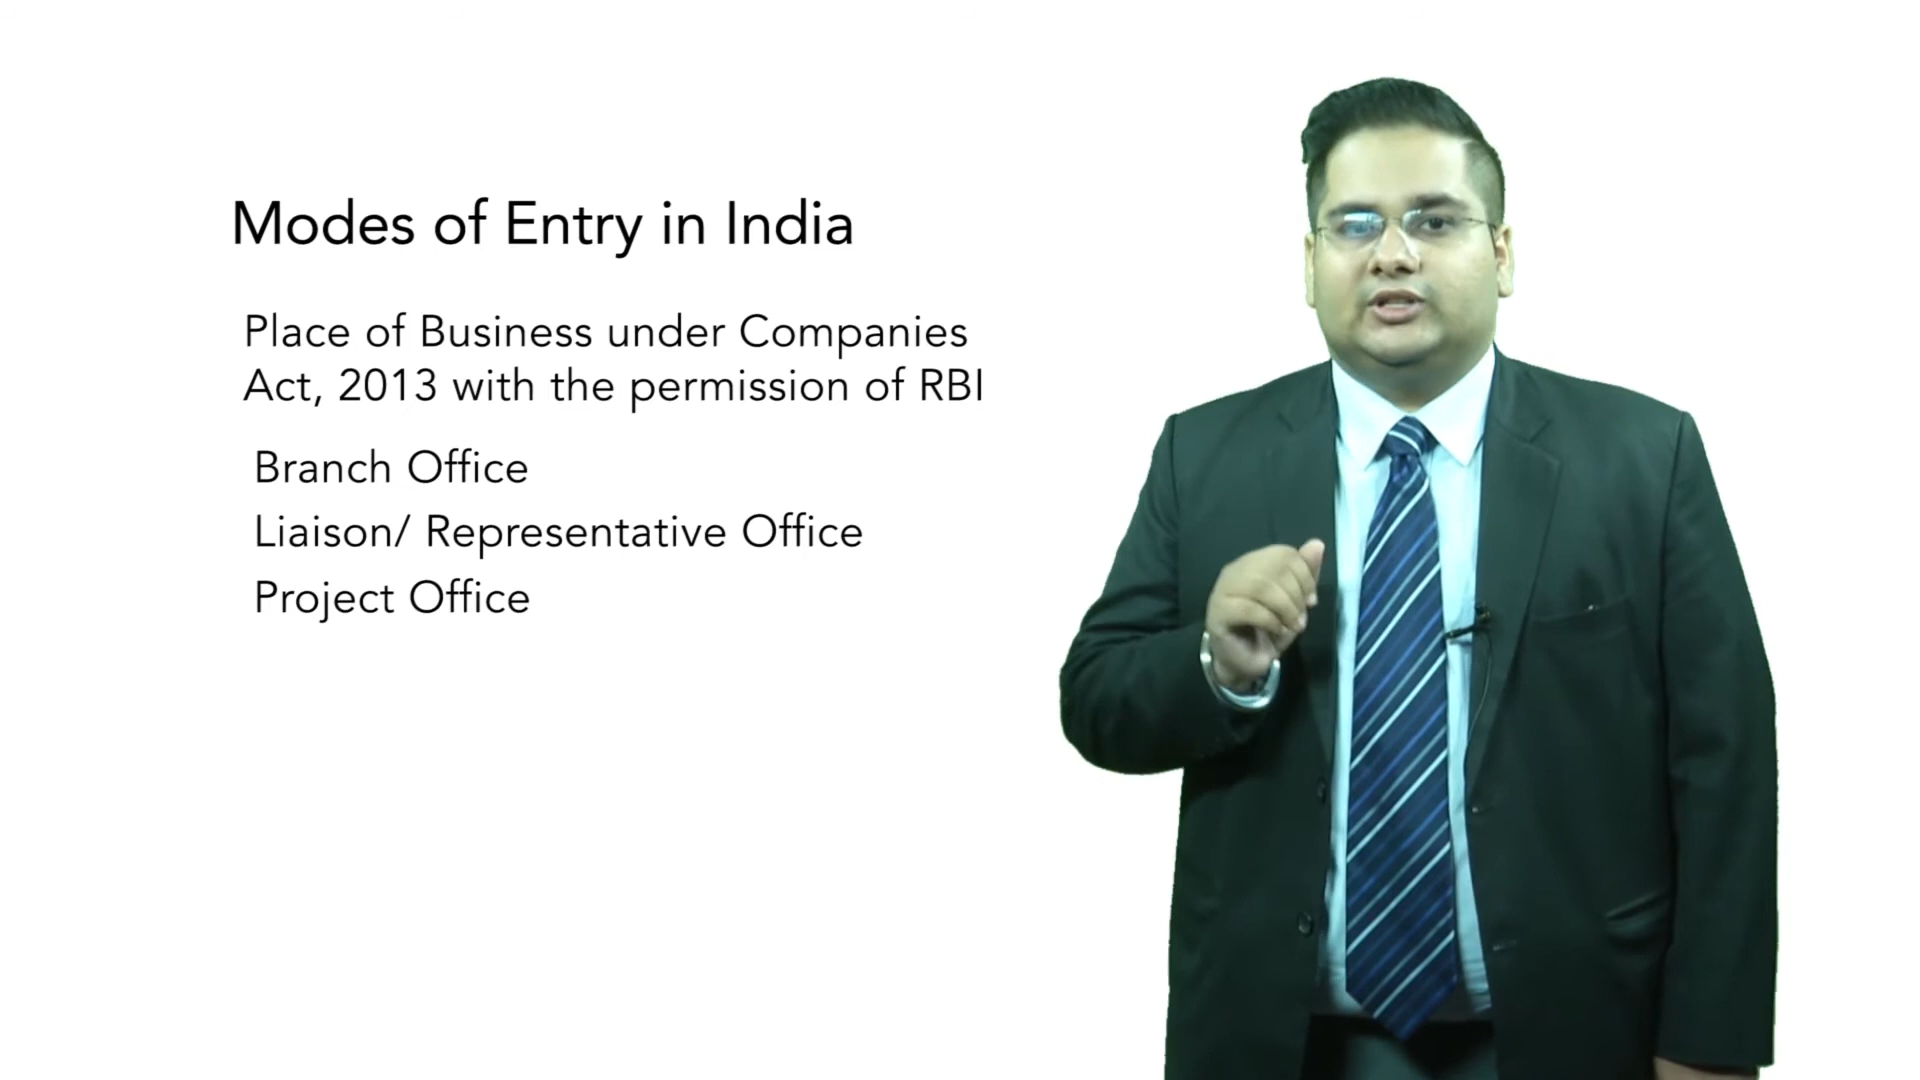 Modes of Entry in India
Place of Business under Companies
Act, 2013 with the permission of RBI
Branch Office
Liaison/ Representative Office
Project Office